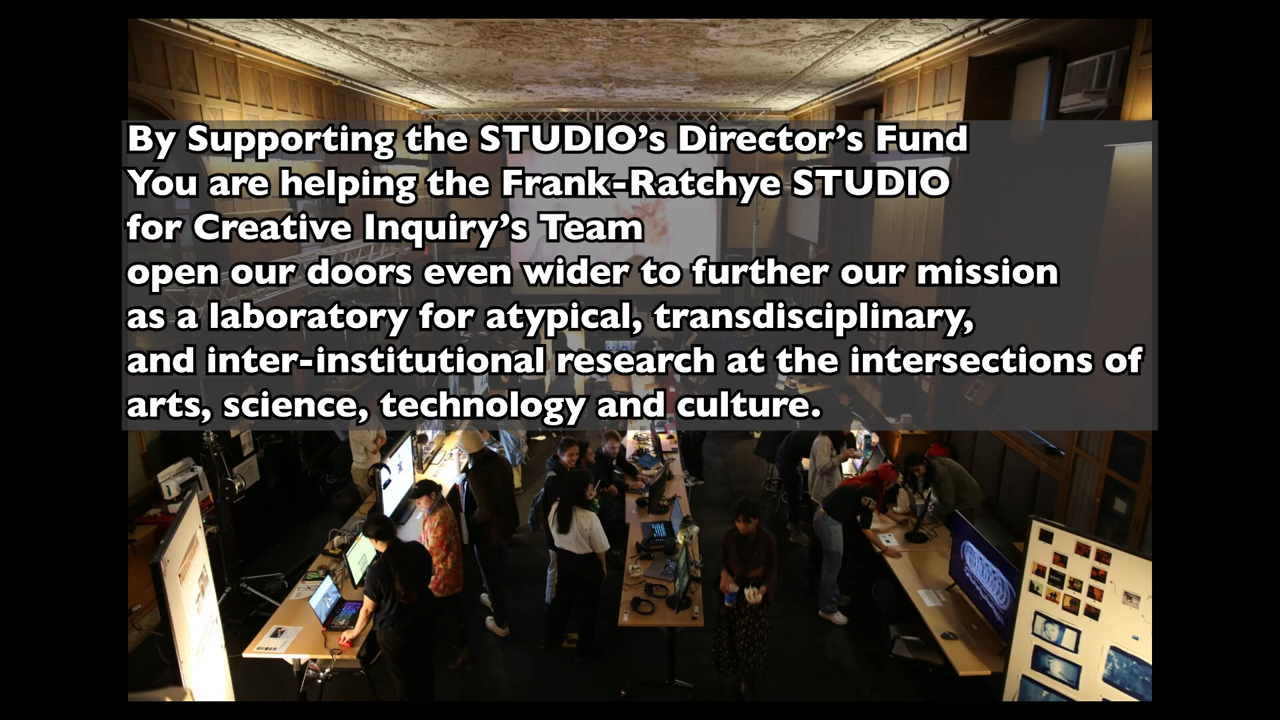 By Supporting the STUDIO’s Director’s Fund
You are helping the Frank-Ratchye STUDIO
for Creative Inquiry’s Team
open our doors even wider to further our mission
as a laboratory for atypical, transdisciplinary,
and inter-institutional research at the intersections of
arts, science, technology and culture.